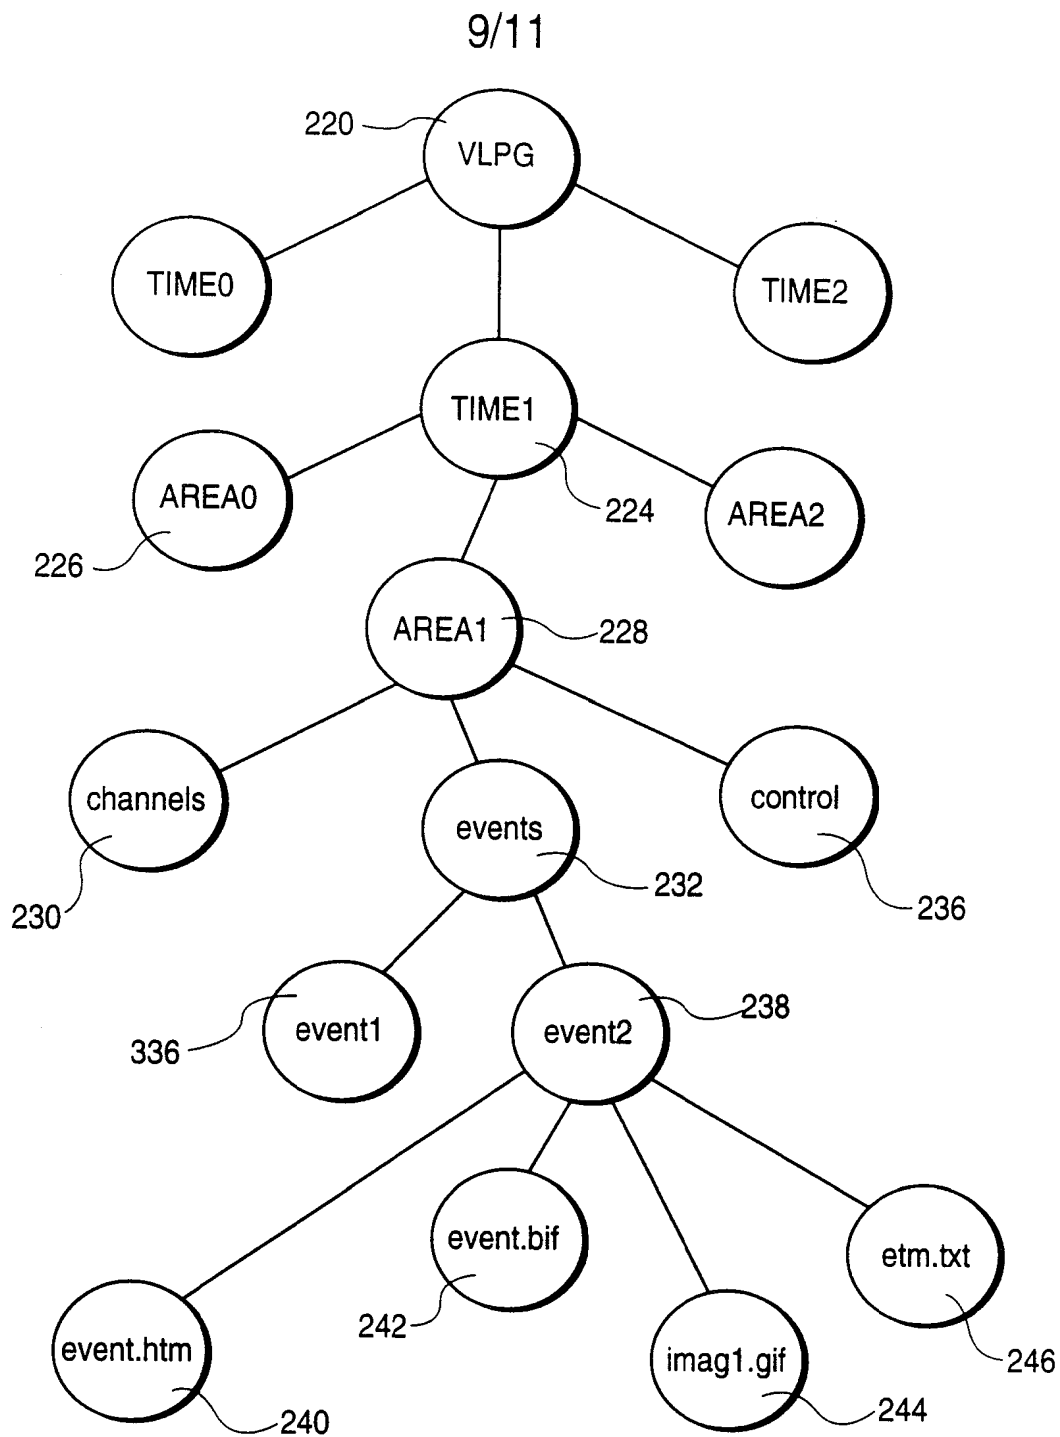 9/11
220
VLPG
TIME0
TIME2
TIME1
224
AREA0
226
AREA2
AREA1
228
channels
230
events
232
control
236
event1
336
event2
238
event.htm
240
event.bif
242
imag1.gif
244
etm.txt
246